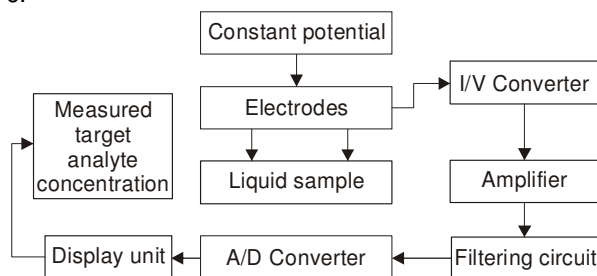 Constant potential
I/V Converter
Measured
target
analyte
concentration
Electrodes
Liquid sample
Amplifier
Display unit
A/D Converter
Filtering circuit